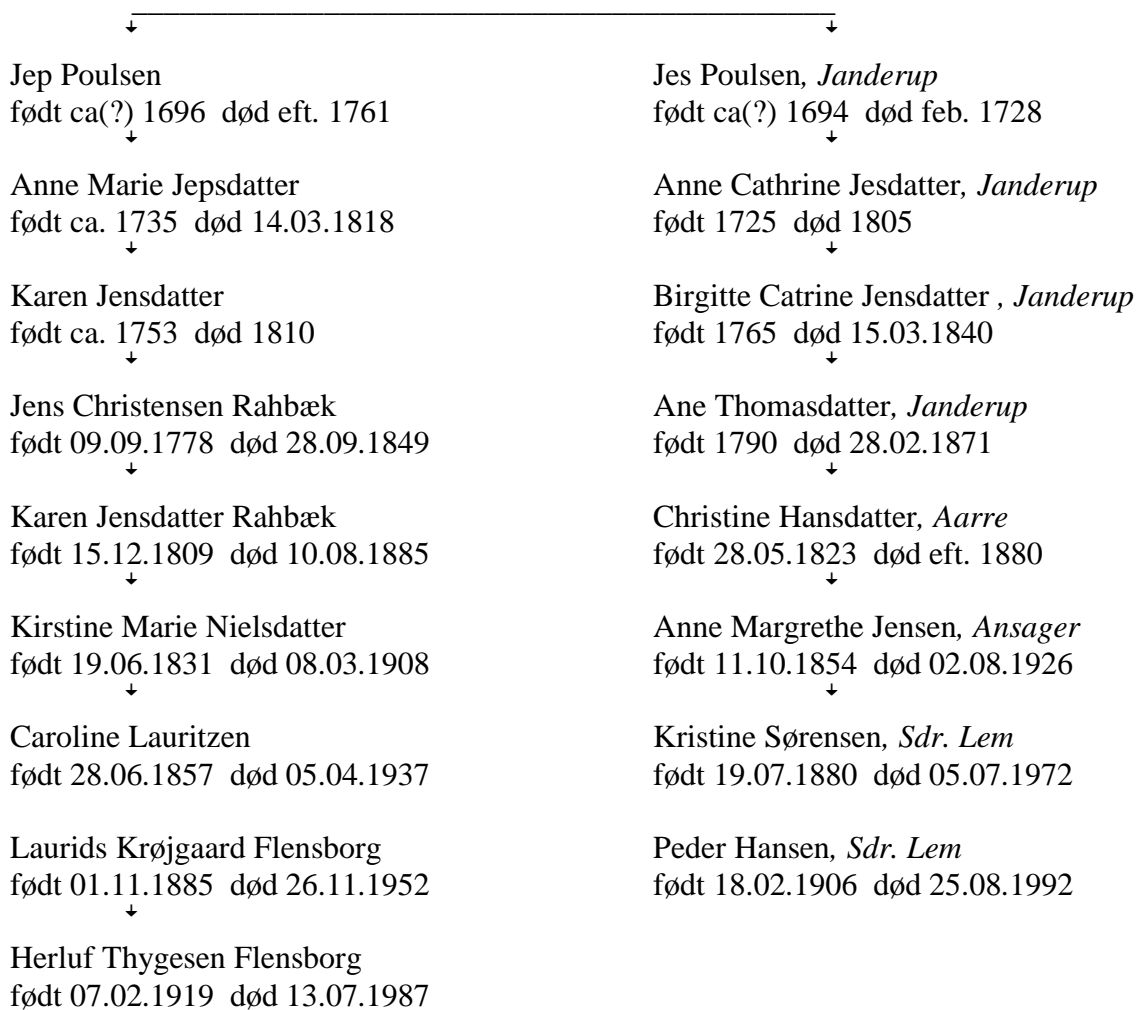 Jep Poulsen
født ca(?) 1696 død eft. 1761
Anne Marie Jepsdatter
født ca. 1735 død 14.03.1818
Karen Jensdatter
født ca. 1753 død 1810
Jens Christensen Rahbæk
født 09.09.1778 død 28.09.1849
Karen Jensdatter Rahbæk
født 15.12.1809 død 10.08.1885
Kirstine Marie Nielsdatter
født 19.06.1831 død 08.03.1908
Caroline Lauritzen
født 28.06.1857 død 05.04.1937
Laurids Krøjgaard Flensborg
født 01.11.1885 død 26.11.1952
Herluf Thygesen Flensborg
født 07.02.1919 død 13.07.1987
Jes Poulsen, Janderup
født ca(?) 1694 død feb. 1728
Anne Cathrine Jesdatter, Janderup
født 1725 død 1805
Birgitte Catrine Jensdatter , Janderup
født 1765 død 15.03.1840
Ane Thomasdatter, Janderup
født 1790 død 28.02.1871
Christine Hansdatter, Aarre
født 28.05.1823 død eft. 1880
Anne Margrethe Jensen, Ansager
født 11.10.1854 død 02.08.1926
Kristine Sørensen, Sdr. Lem
født 19.07.1880 død 05.07.1972
Peder Hansen, Sdr. Lem
født 18.02.1906 død 25.08.1992